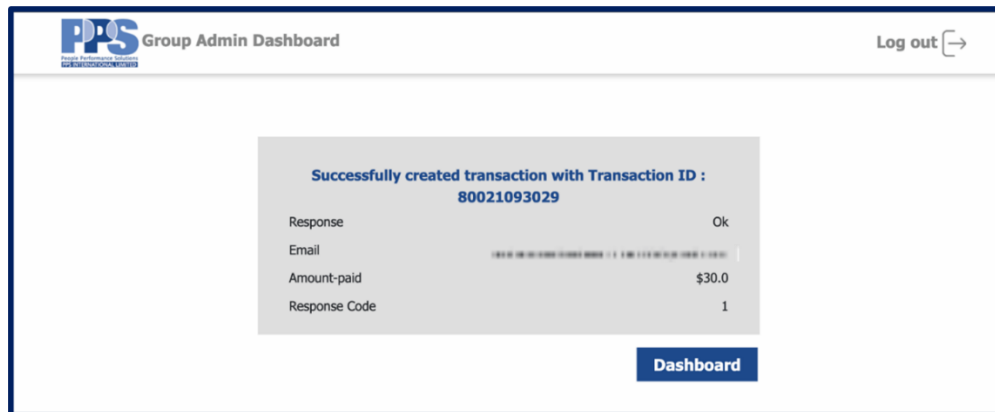 PPS Group Admin Dashboard
People Performance Solutions
PPS INTERNATIONAL LIMITED
Log out
Successfully created transaction with Transaction ID :
80021093029
Response Ok
Email
Amount-paid $30.0
Response Code 1
Dashboard